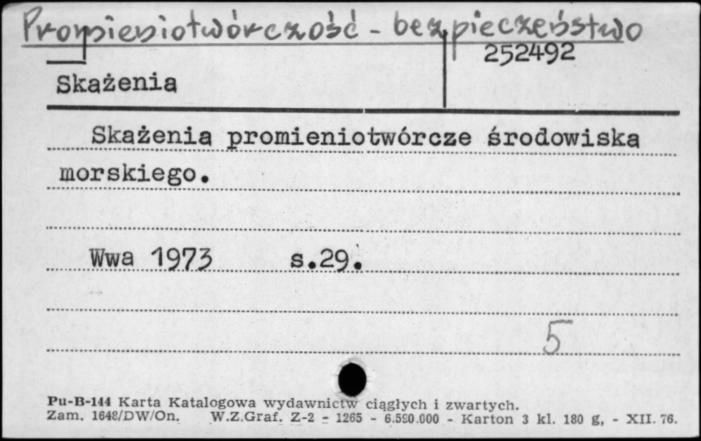 Promieniotwórczość - bezpieczeństwo
252492
Skażenia
Skażenia promieniotwórcze środowiska
morskiego.
Wwa 1973 s.29.
5
Pu-B-144 Karta Katalogowa wydawnictw ciągłych i zwartych.
Zam. 1648/DW/On. W.Z.Graf. Z-2 - 1265 - 6.590.000 - Karton 3 kl. 180 g, - XII. 76.